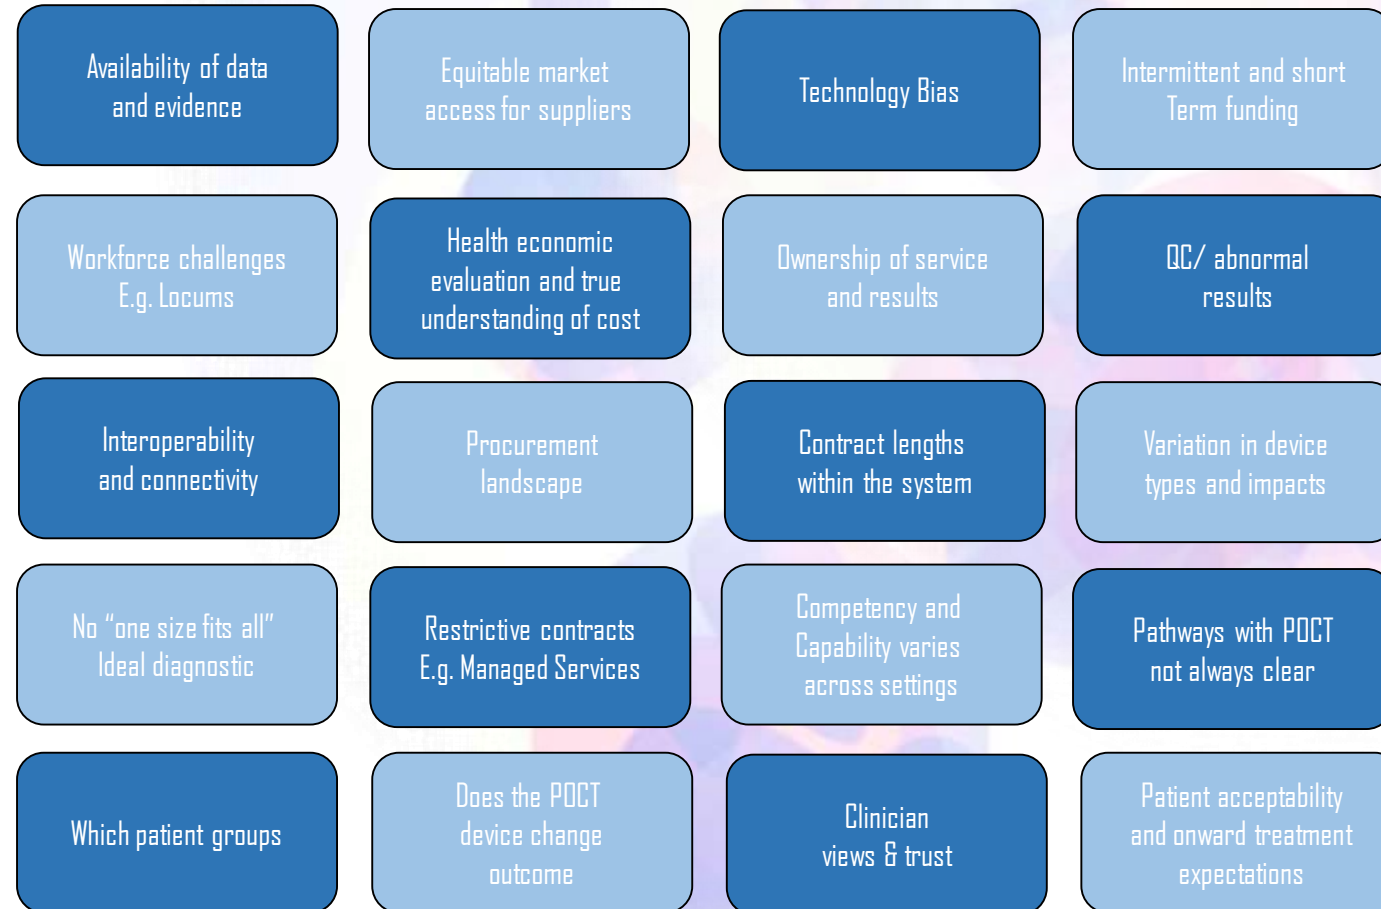 Availability of data
and evidence
Equitable market
access for suppliers
Technology Bias
Intermittent and short
Term funding
Workforce challenges
E.g. Locums
Health economic
evaluation and true
understanding of cost
Ownership of service
and results
QC/ abnormal
results
Interoperability
and connectivity
Procurement
landscape
Contract lengths
within the system
Variation in device
types and impacts
No “one size fits all”
Ideal diagnostic
Restrictive contracts
E.g. Managed Services
Competency and
Capability varies
across settings
Pathways with POCT
not always clear
Which patient groups
Does the POCT
device change
outcome
Clinician
views & trust
Patient acceptability
and onward treatment
expectations